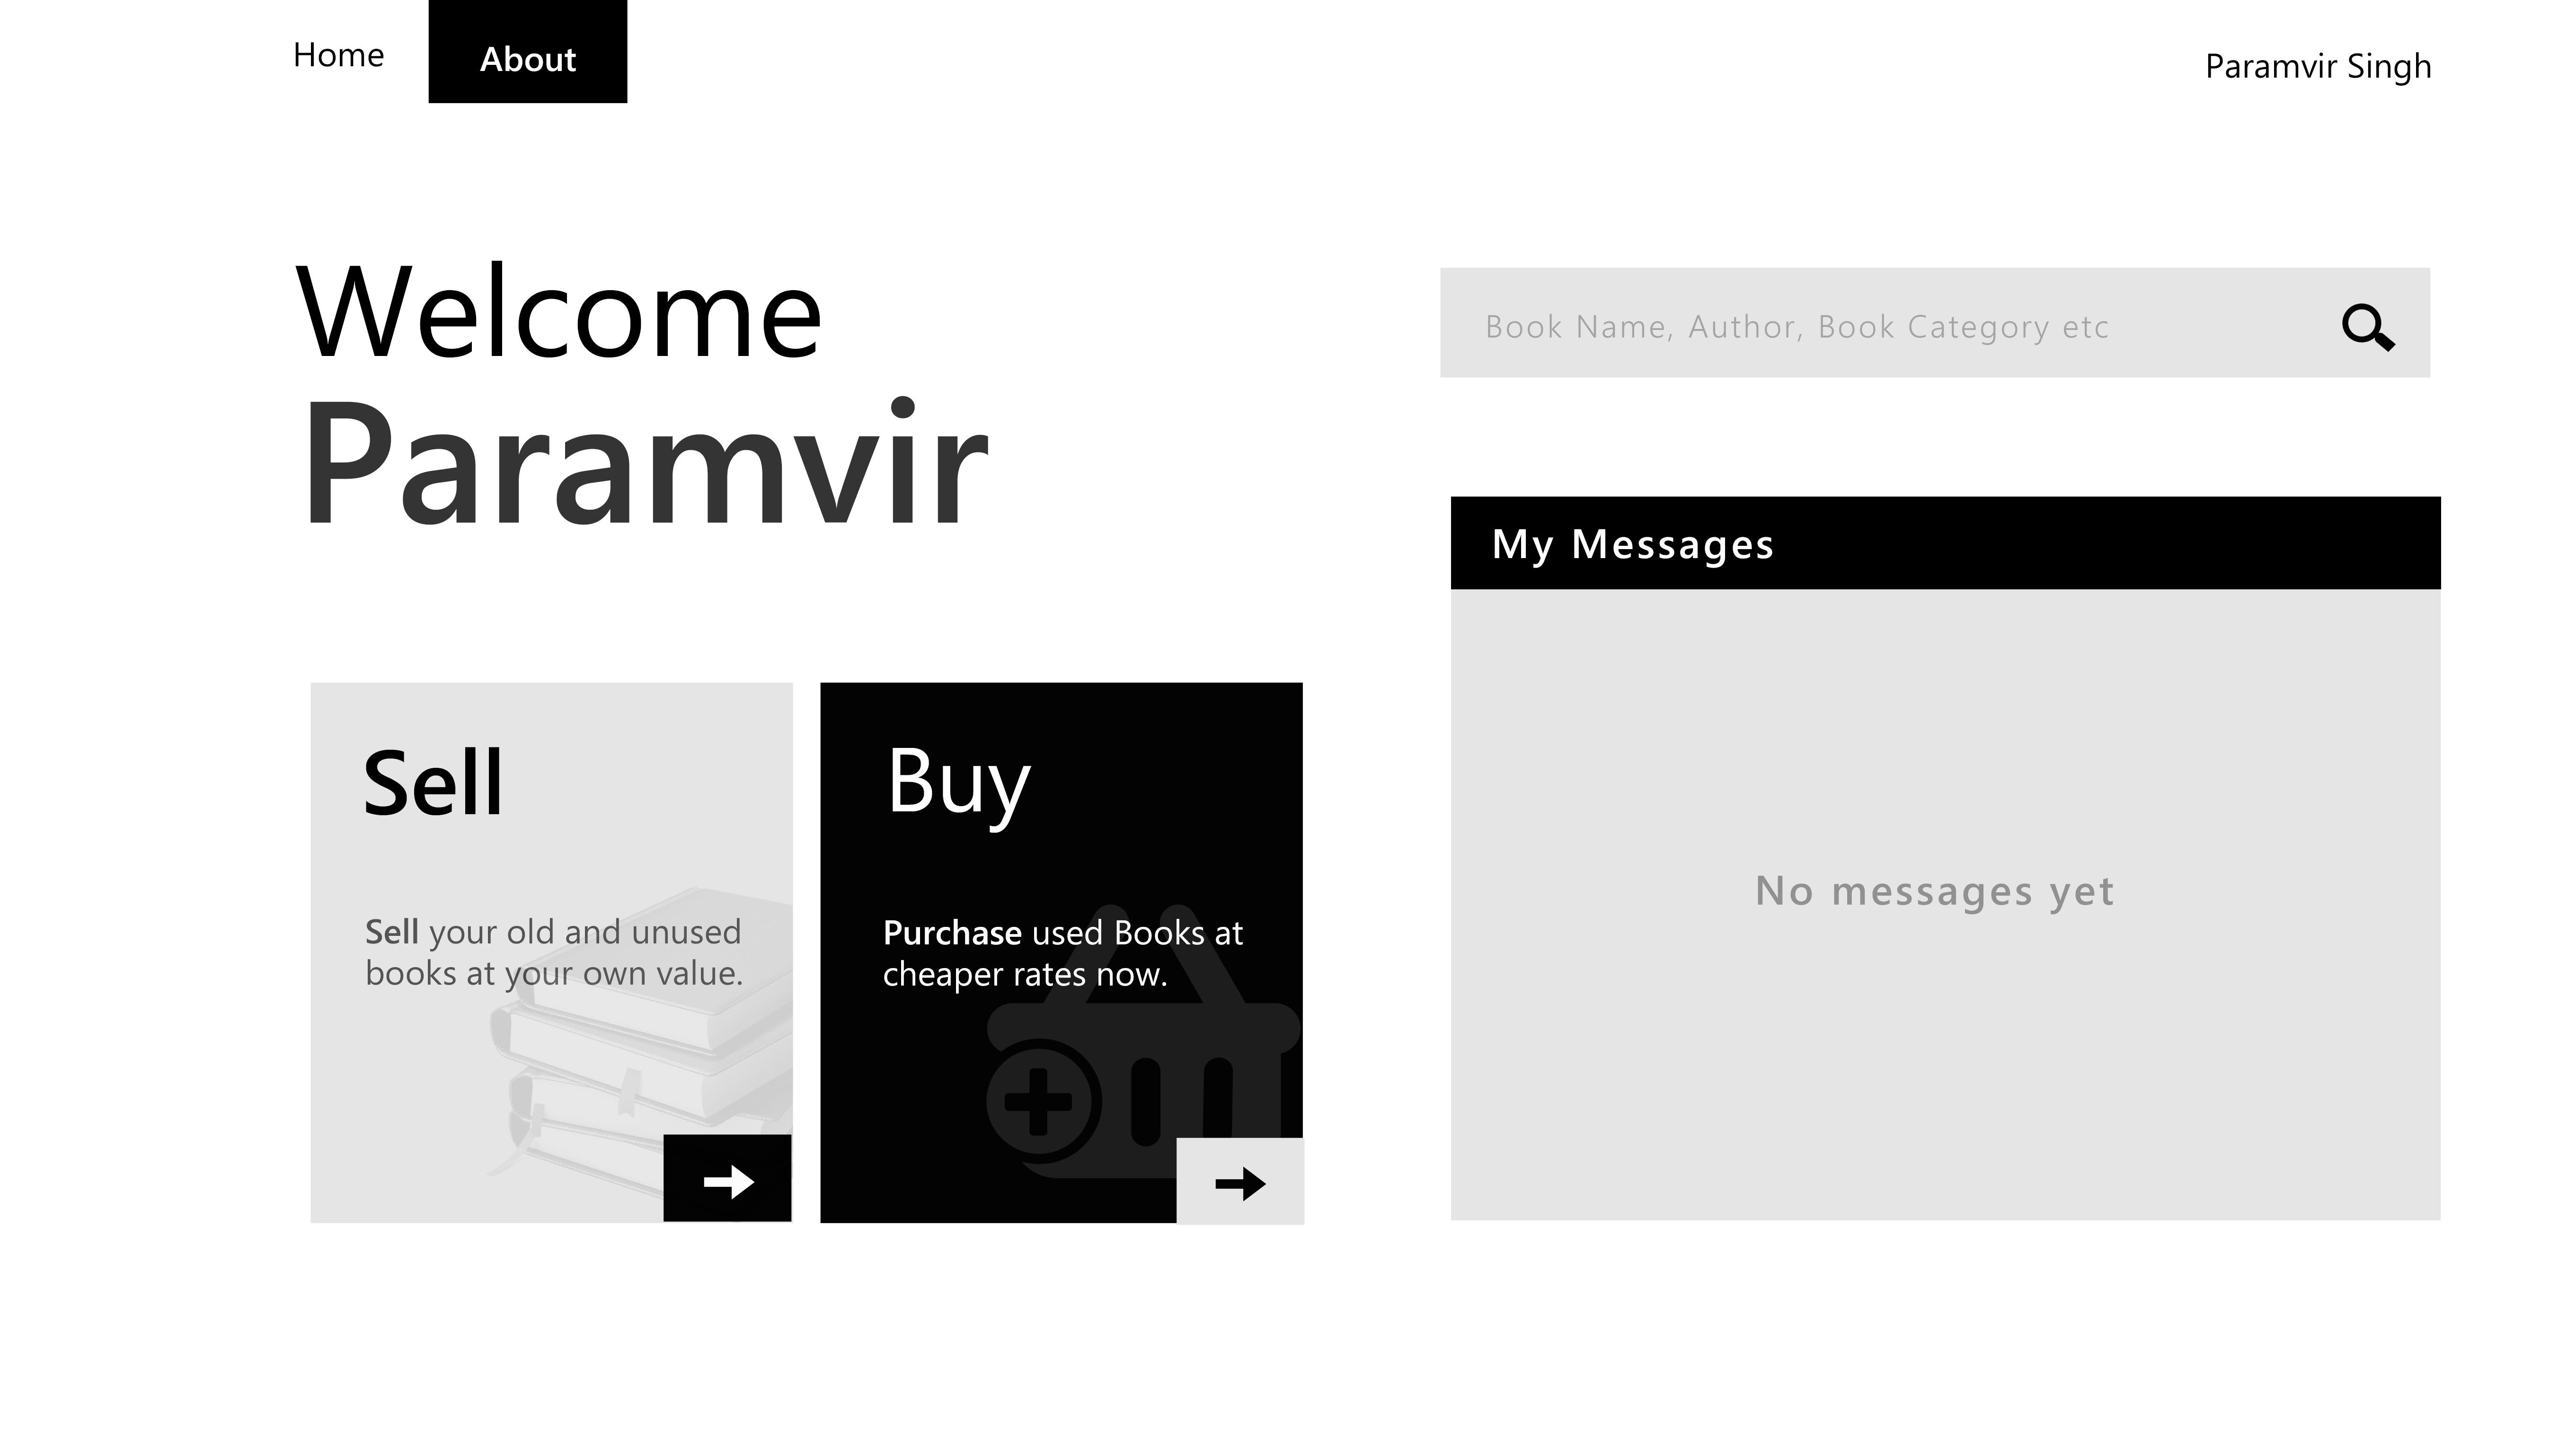 Home
About
Paramvir Singh
Welcome
Paramvir
Book Name, Author, Book Category etc
My Messages
No messages yet
Sell
Sell your old and unused
books at your own value.
Buy
Purchase used Books at
cheaper rates now.